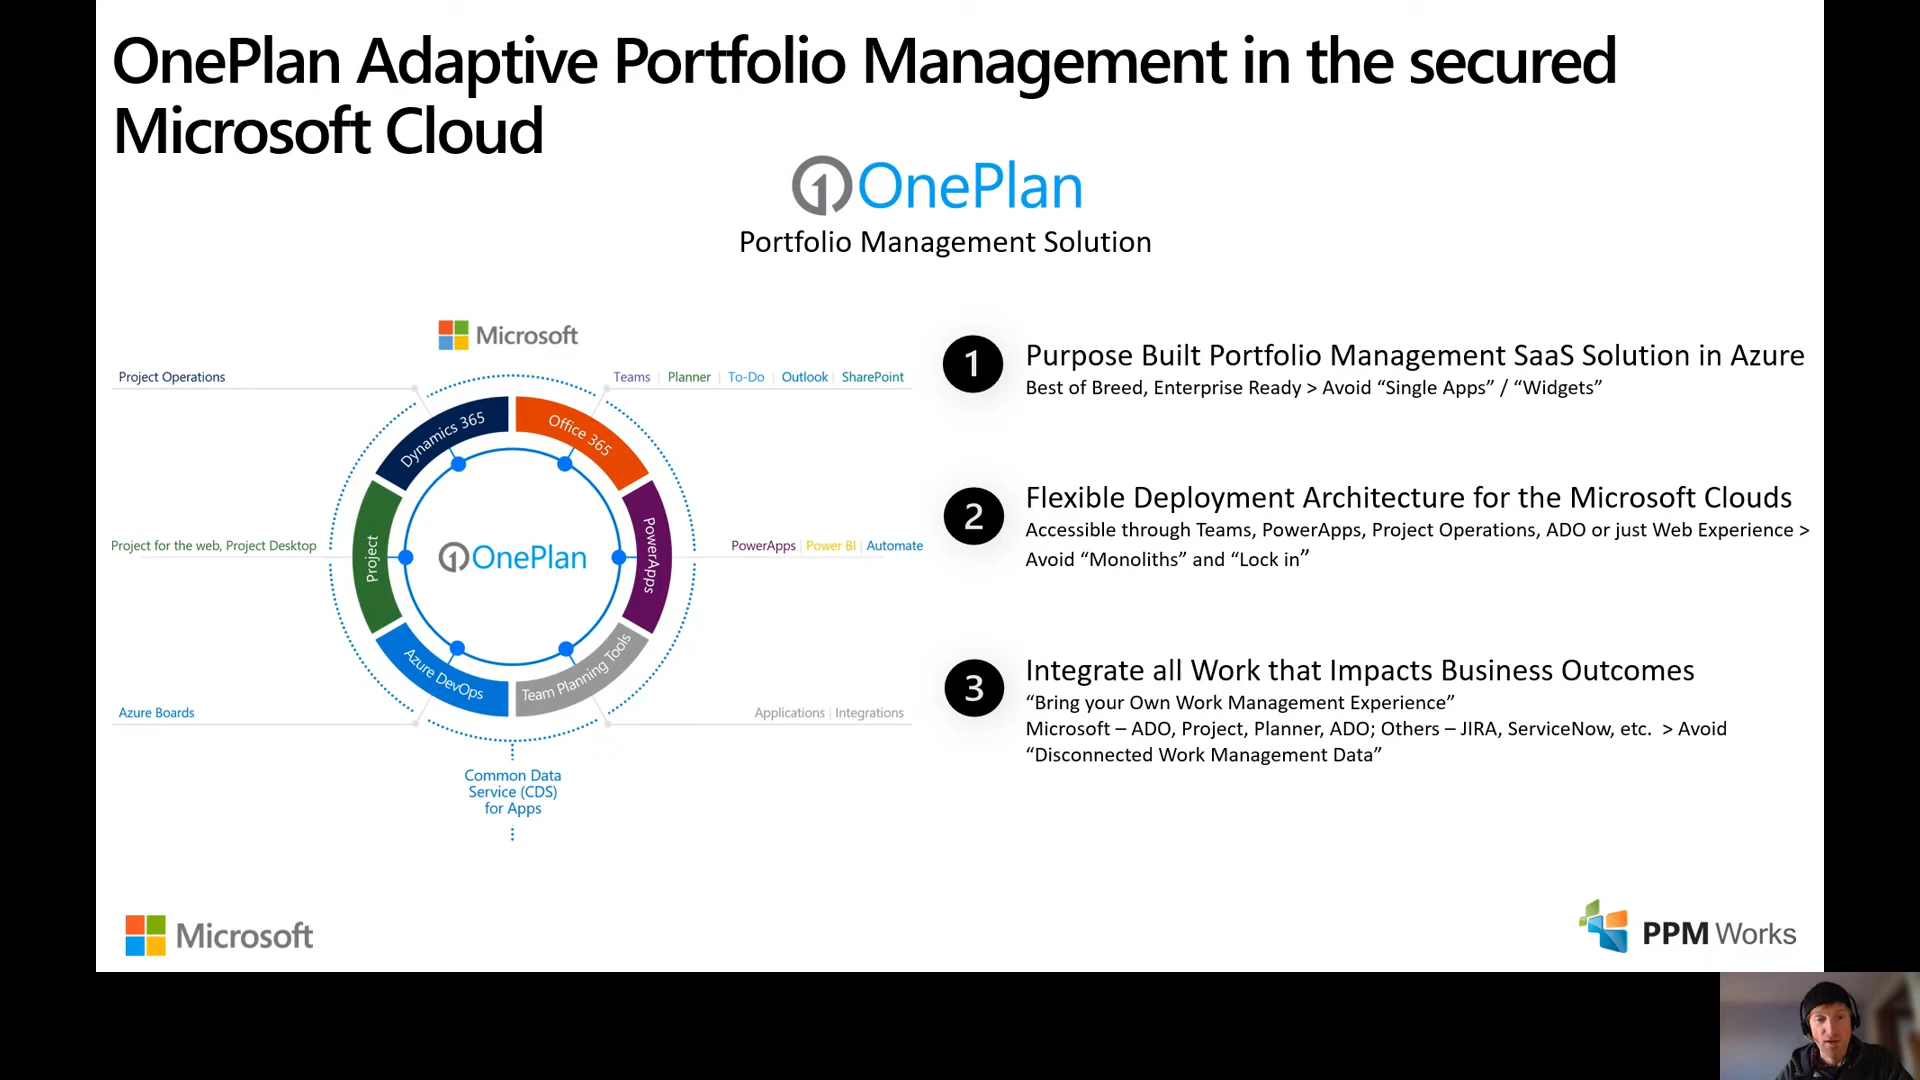 OnePlan Adaptive Portfolio Management in the secured
Microsoft Cloud
OnePlan
Portfolio Management Solution
Microsoft
Project Operations
Teams | Planner | To-Do | Outlook | SharePoint
Dynamics 365
Office 365
Project for the web, Project Desktop
Project
OnePlan
PowerApps
PowerApps | Power BI | Automate
Azure DevOps
Team Planning Tools
Azure Boards
Applications | Integrations
Common Data
Service (CDS)
for Apps
1
Purpose Built Portfolio Management SaaS Solution in Azure
Best of Breed, Enterprise Ready > Avoid “Single Apps” / “Widgets”
2
Flexible Deployment Architecture for the Microsoft Clouds
Accessible through Teams, PowerApps, Project Operations, ADO or just Web Experience >
Avoid “Monoliths” and “Lock in”
3
Integrate all Work that Impacts Business Outcomes
“Bring your Own Work Management Experience”
Microsoft – ADO, Project, Planner, ADO; Others – JIRA, ServiceNow, etc. > Avoid
“Disconnected Work Management Data”
Microsoft
PPM Works